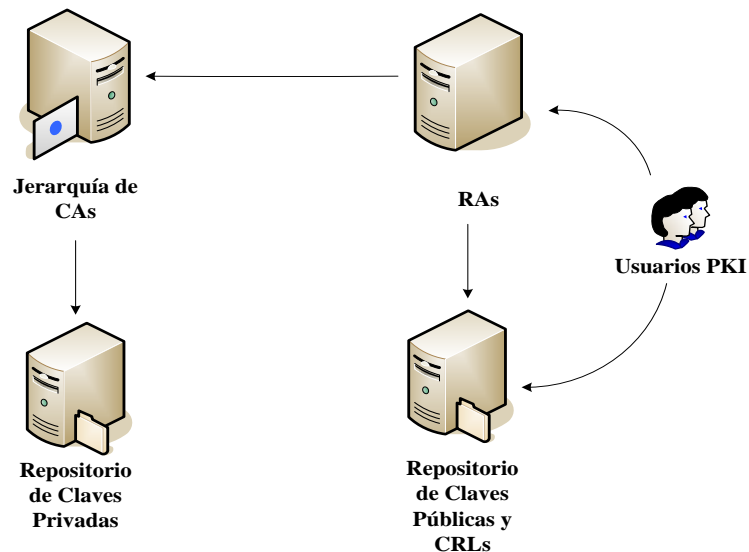 Jerarquía de
CAs
RAs
Usuarios PKI
Repositorio
de Claves
Privadas
Repositorio
de Claves
Públicas y
CRLs